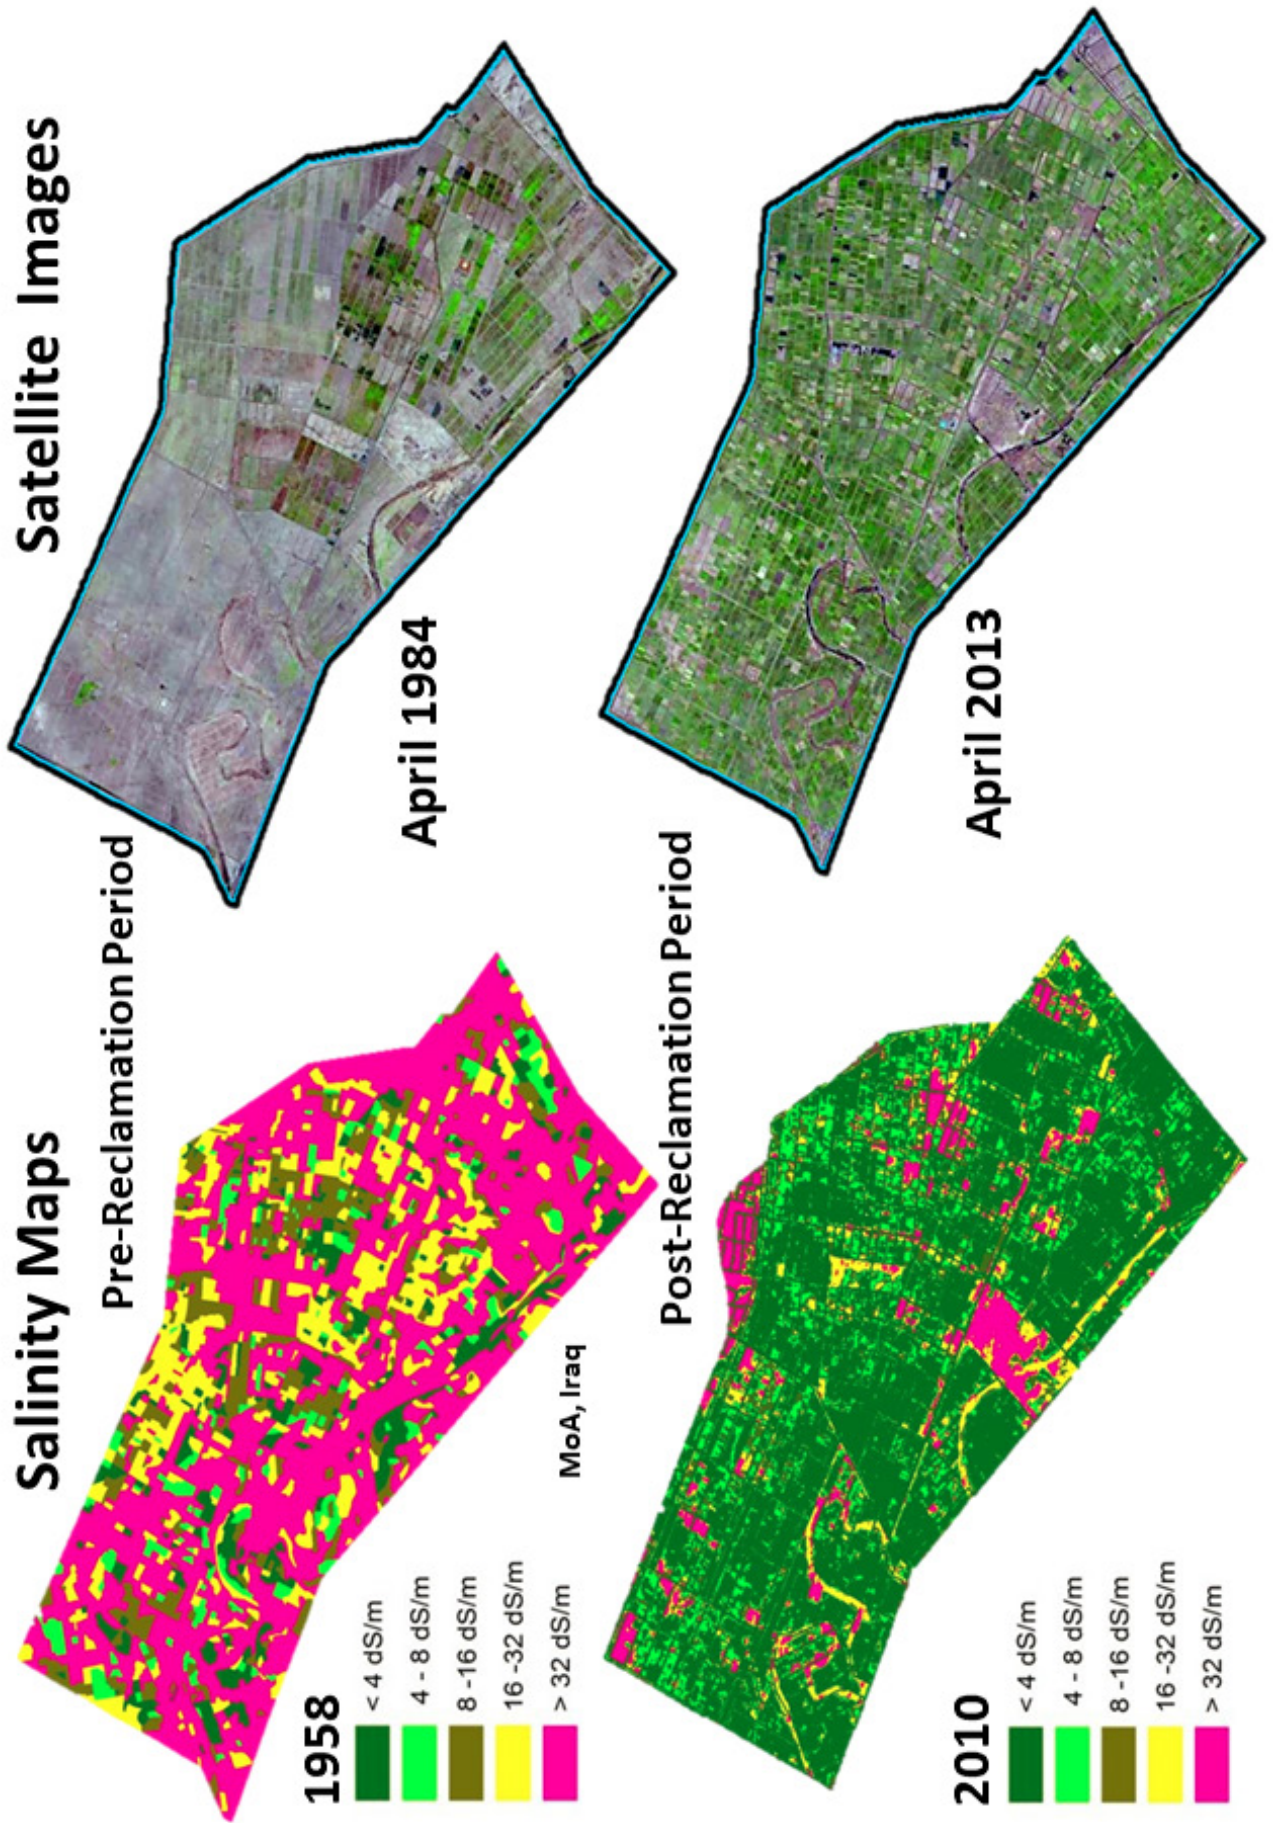 Salinity Maps
Satellite Images
Pre-Reclamation Period
1958
< 4 dS/m
4 - 8 dS/m
8 -16 dS/m
16 -32 dS/m
> 32 dS/m
MoA, Iraq
April 1984
Post-Reclamation Period
2010
< 4 dS/m
4 - 8 dS/m
8 -16 dS/m
16 -32 dS/m
> 32 dS/m
April 2013